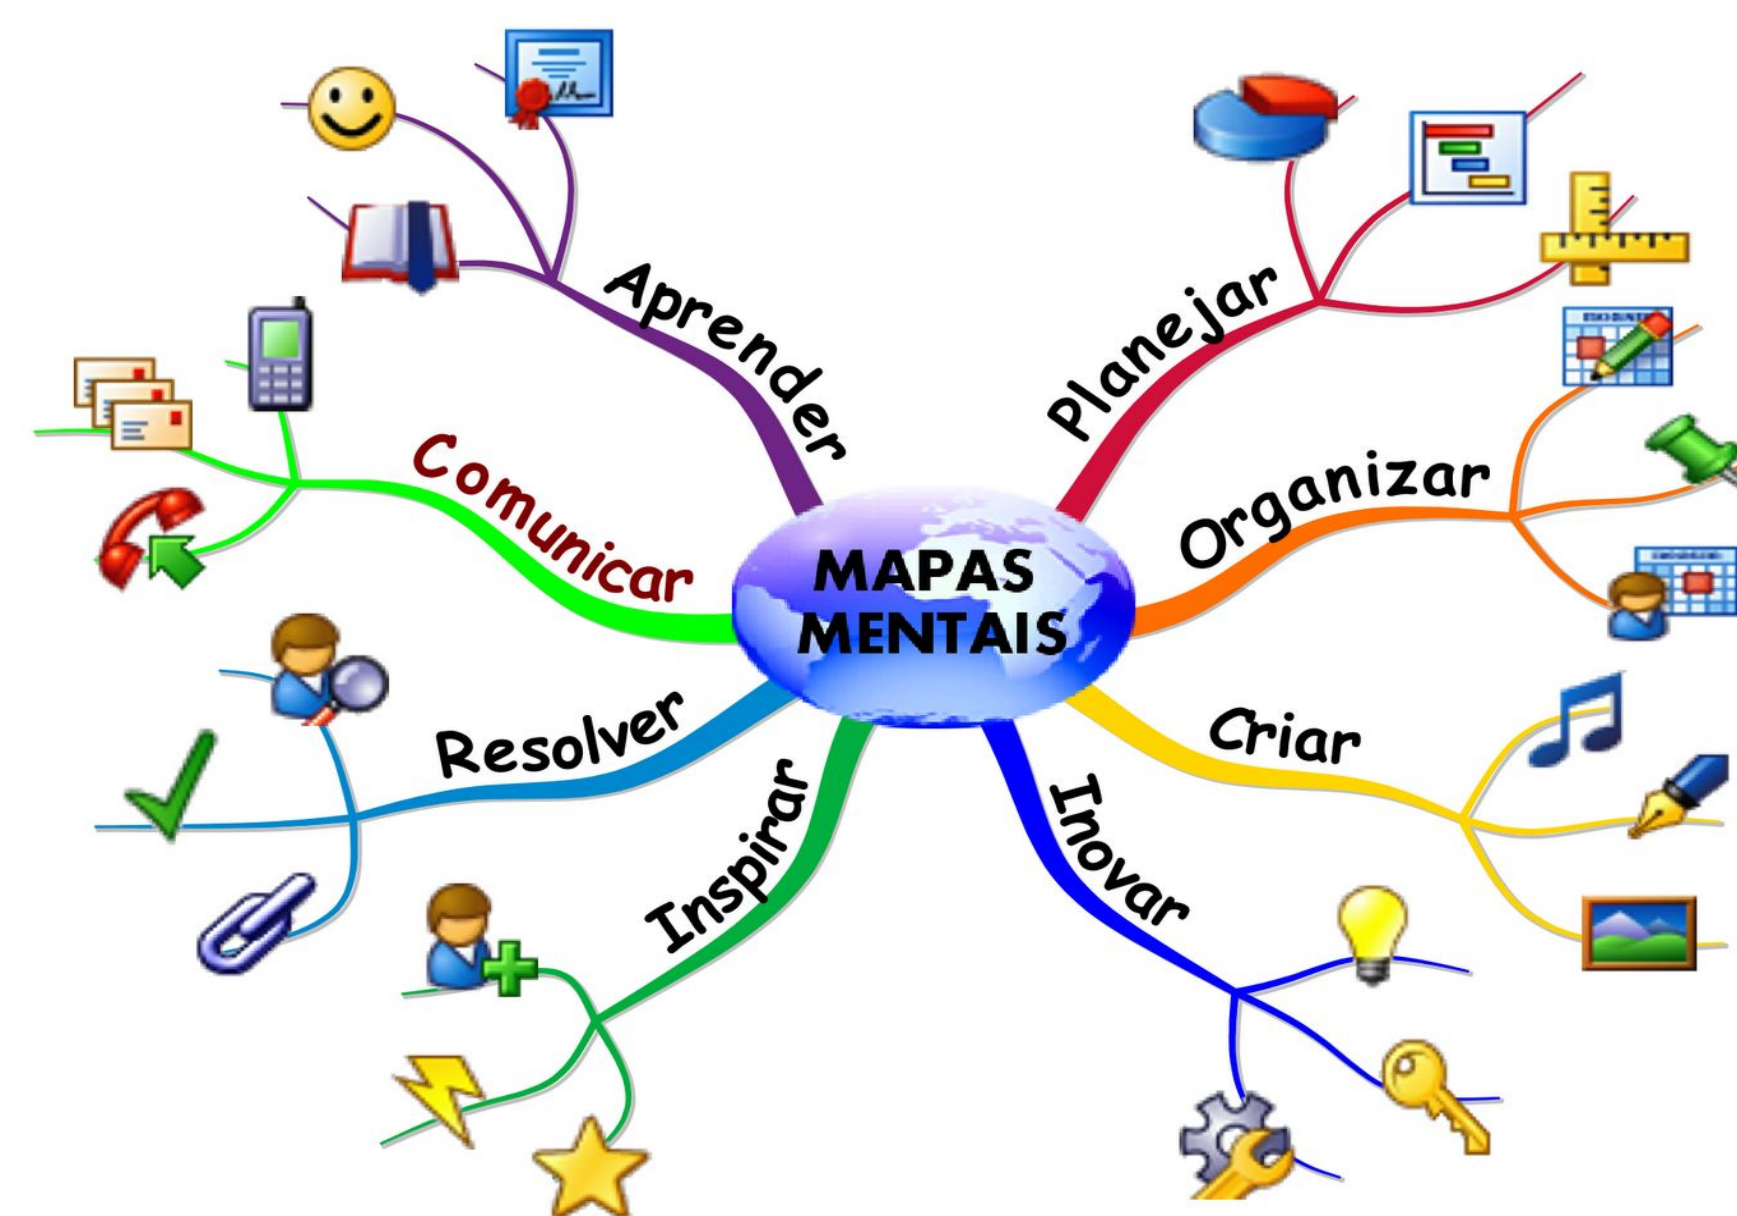 Aprender
Planejar
Comunicar
Organizar
MAPAS
MENTAIS
Resolver
Criar
Inspirar
Inovar